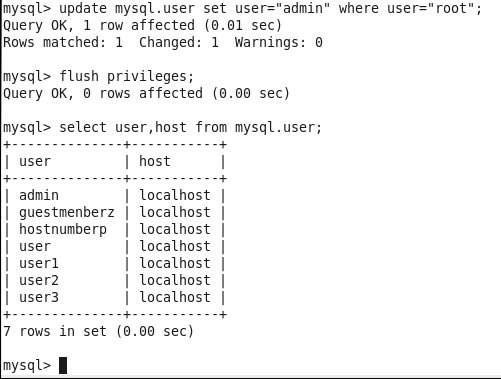 mysql> update mysql.user set user="admin" where user="root";
Query OK, 1 row affected (0.01 sec)
Rows matched: 1  Changed: 1  Warnings: 0
mysql> flush privileges;
Query OK, 0 rows affected (0.00 sec)
mysql> select user,host from mysql.user;
+--------------+-----------+
| user         | host      |
+--------------+-----------+
| admin        | localhost |
| guestmenberz | localhost |
| hostnumberp  | localhost |
| user         | localhost |
| user1        | localhost |
| user2        | localhost |
| user3        | localhost |
+--------------+-----------+
7 rows in set (0.00 sec)
mysql>